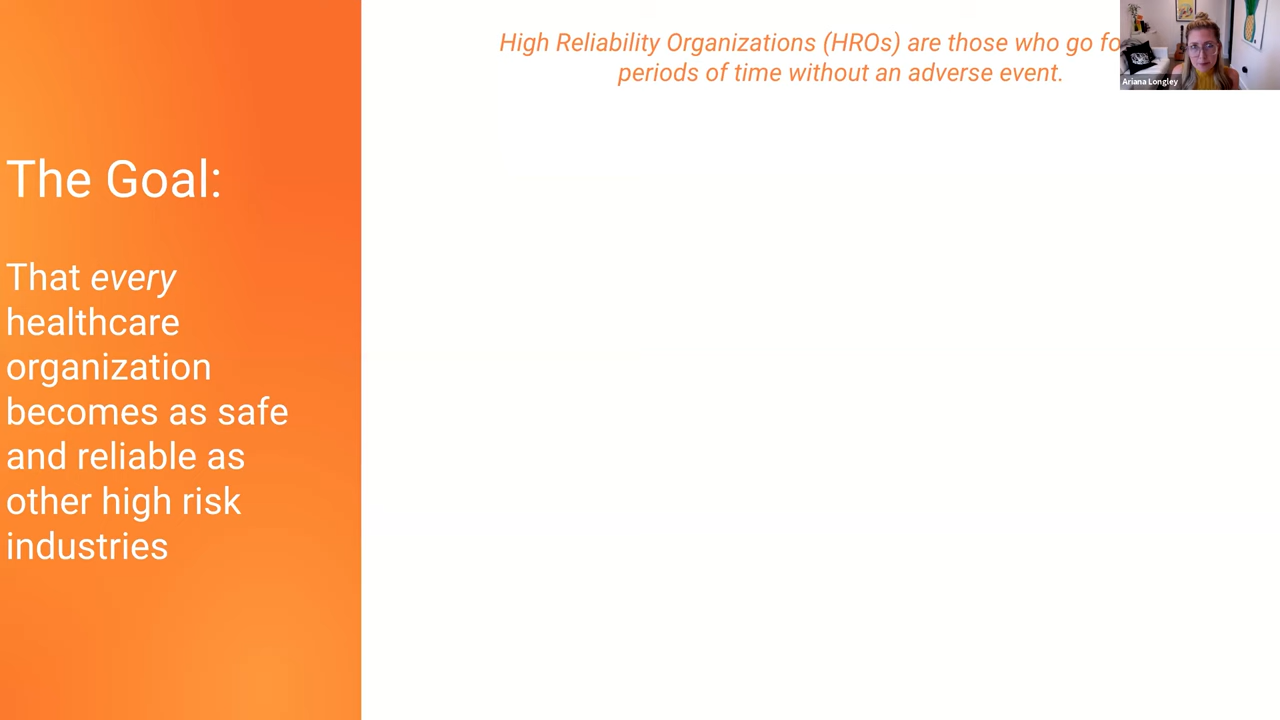 High Reliability Organizations (HROs) are those who go fo
periods of time without an adverse event.
Ariana Longley
The Goal:
That every
healthcare
organization
becomes as safe
and reliable as
other high risk
industries